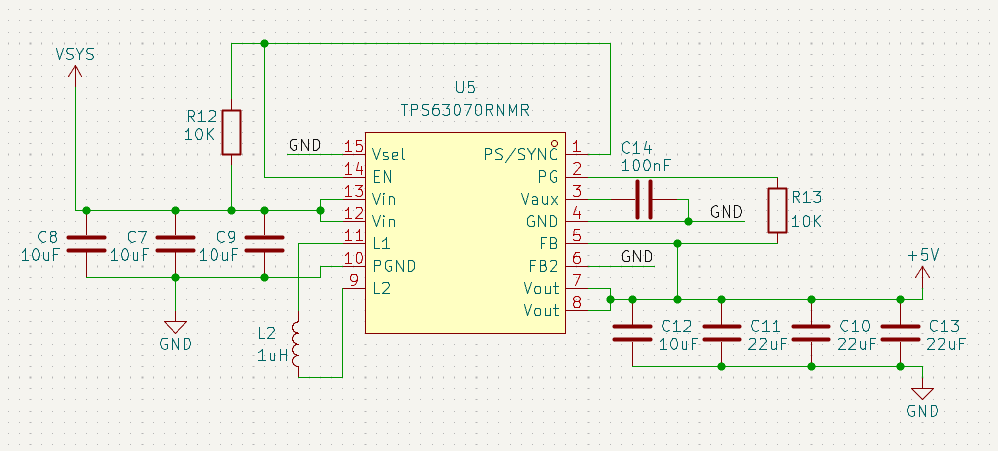 VSYS
U5
TPS63070RNMR
R12
10K
GND
15
Vsel
PS/SYNC
1
C14
100nF
14
EN
PG
2
13
Vin
Vaux
3
R13
10K
12
Vin
GND
4
GND
C8
10uF
C7
10uF
C9
10uF
11
L1
FB
5
10
PGND
FB2
6
GND
+5V
9
L2
Vout
7
Vout
8
GND
L2
1uH
C12
10uF
C11
22uF
C10
22uF
C13
22uF
GND